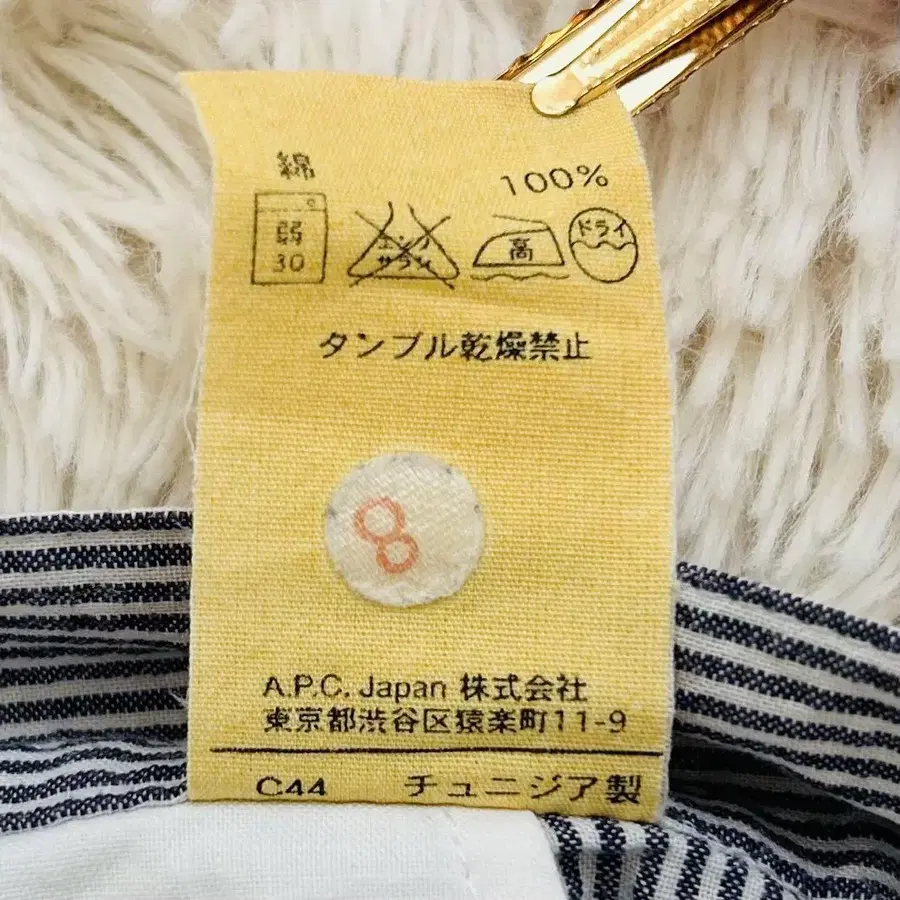 綿 100%
弱 30
エンソ サラシ
高
ドライ
タンブル乾燥禁止
8
A.P.C. Japan 株式会社
東京都渋谷区猿楽町11-9
C44 チュニジア製